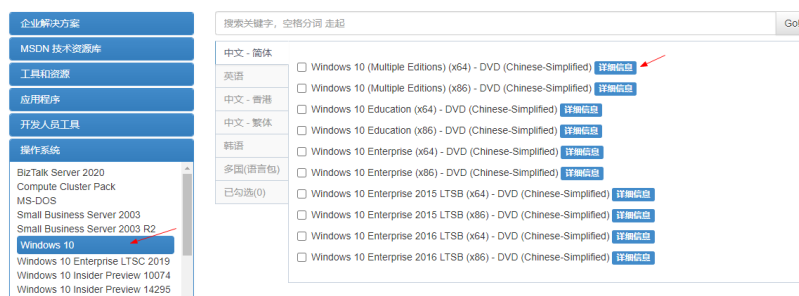 企业解决方案
MSDN 技术资源库
工具和资源
应用程序
开发人员工具
操作系统
BizTalk Server 2020
Compute Cluster Pack
MS-DOS
Small Business Server 2003
Small Business Server 2003 R2
Windows 10
Windows 10 Enterprise LTSC 2019
Windows 10 Insider Preview 10074
Windows 10 Insider Preview 14295
搜索关键字，空格分词 走起
Go!
中文 - 简体
英语
中文 - 香港
中文 - 繁体
韩语
多国(语言包)
已勾选(0)
Windows 10 (Multiple Editions) (x64) - DVD (Chinese-Simplified) 详细信息
Windows 10 (Multiple Editions) (x86) - DVD (Chinese-Simplified) 详细信息
Windows 10 Education (x64) - DVD (Chinese-Simplified) 详细信息
Windows 10 Education (x86) - DVD (Chinese-Simplified) 详细信息
Windows 10 Enterprise (x64) - DVD (Chinese-Simplified) 详细信息
Windows 10 Enterprise (x86) - DVD (Chinese-Simplified) 详细信息
Windows 10 Enterprise 2015 LTSB (x64) - DVD (Chinese-Simplified) 详细信息
Windows 10 Enterprise 2015 LTSB (x86) - DVD (Chinese-Simplified) 详细信息
Windows 10 Enterprise 2016 LTSB (x64) - DVD (Chinese-Simplified) 详细信息
Windows 10 Enterprise 2016 LTSB (x86) - DVD (Chinese-Simplified) 详细信息